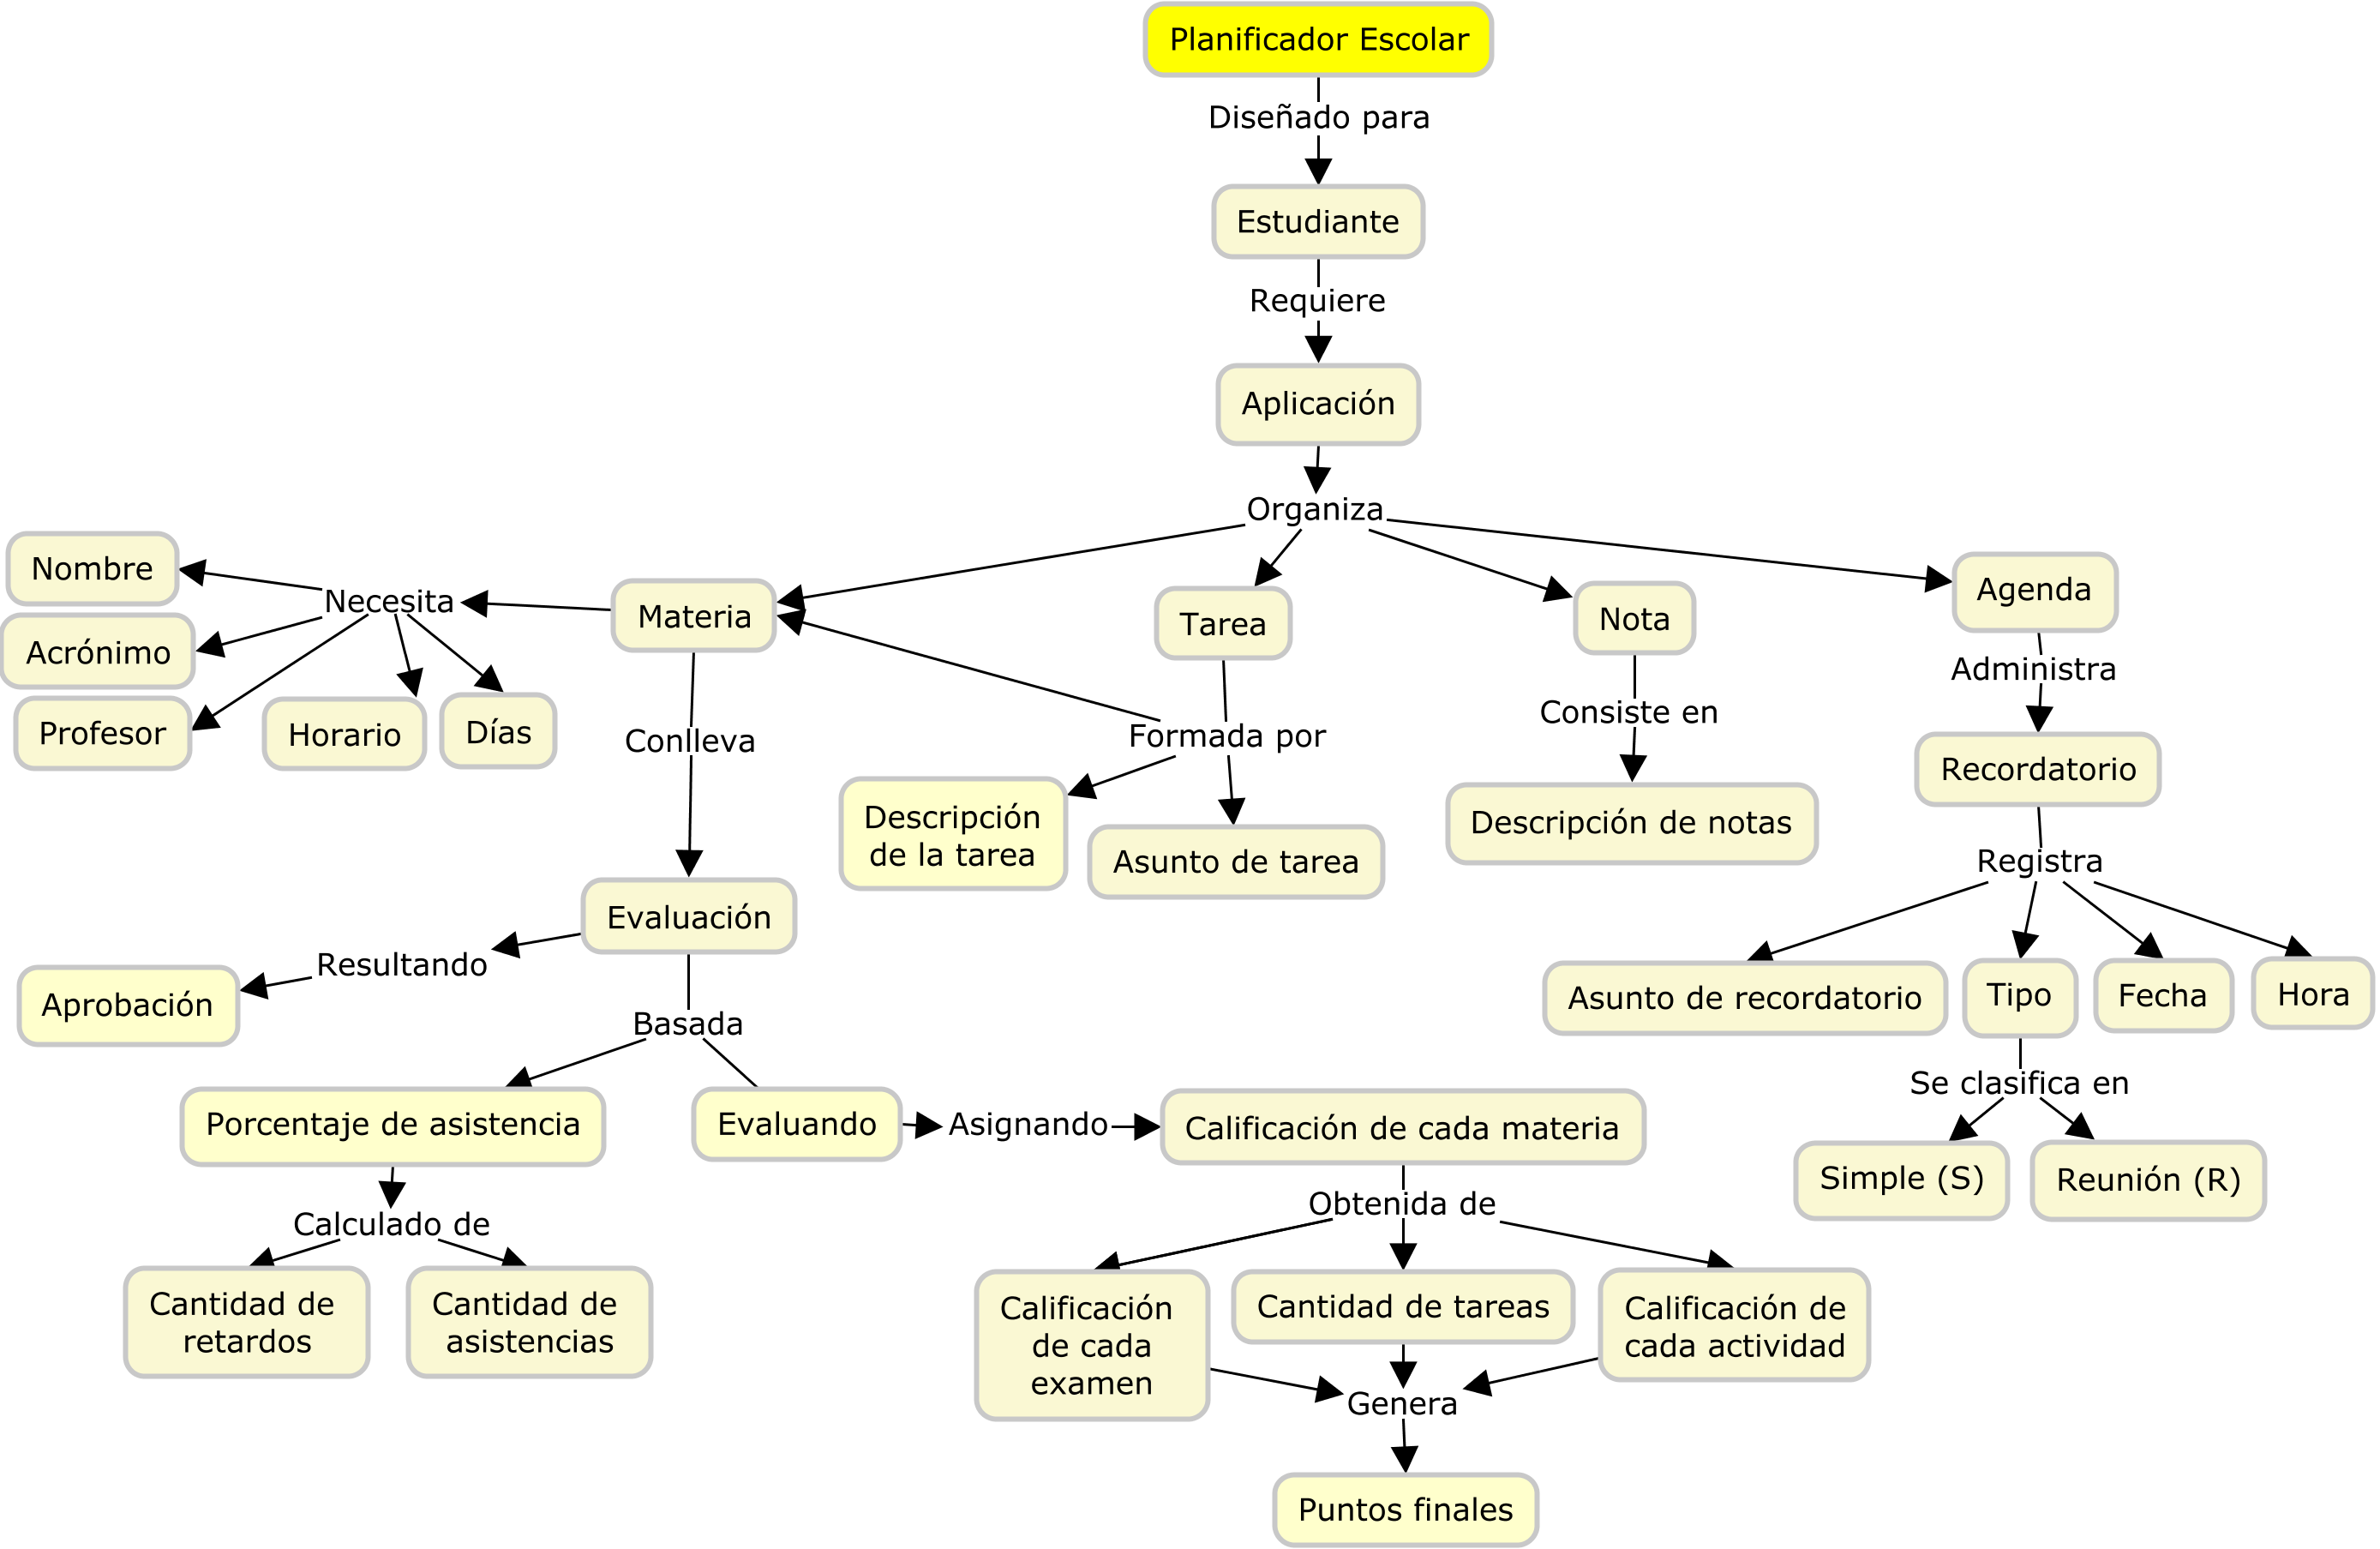 Planificador Escolar
Diseñado para
Estudiante
Requiere
Aplicación
Organiza
Nombre
Necesita
Acrónimo
Profesor
Horario
Días
Materia
Tarea
Nota
Agenda
Administra
Conlleva
Formada por
Consiste en
Recordatorio
Descripción
de la tarea
Asunto de tarea
Descripción de notas
Registra
Evaluación
Resultando
Aprobación
Basada
Asunto de recordatorio
Tipo
Fecha
Hora
Se clasifica en
Simple (S)
Reunión (R)
Porcentaje de asistencia
Evaluando
Asignando
Calificación de cada materia
Calculado de
Obtenida de
Cantidad de
retardos
Cantidad de
asistencias
Calificación
de cada
examen
Cantidad de tareas
Calificación de
cada actividad
Genera
Puntos finales